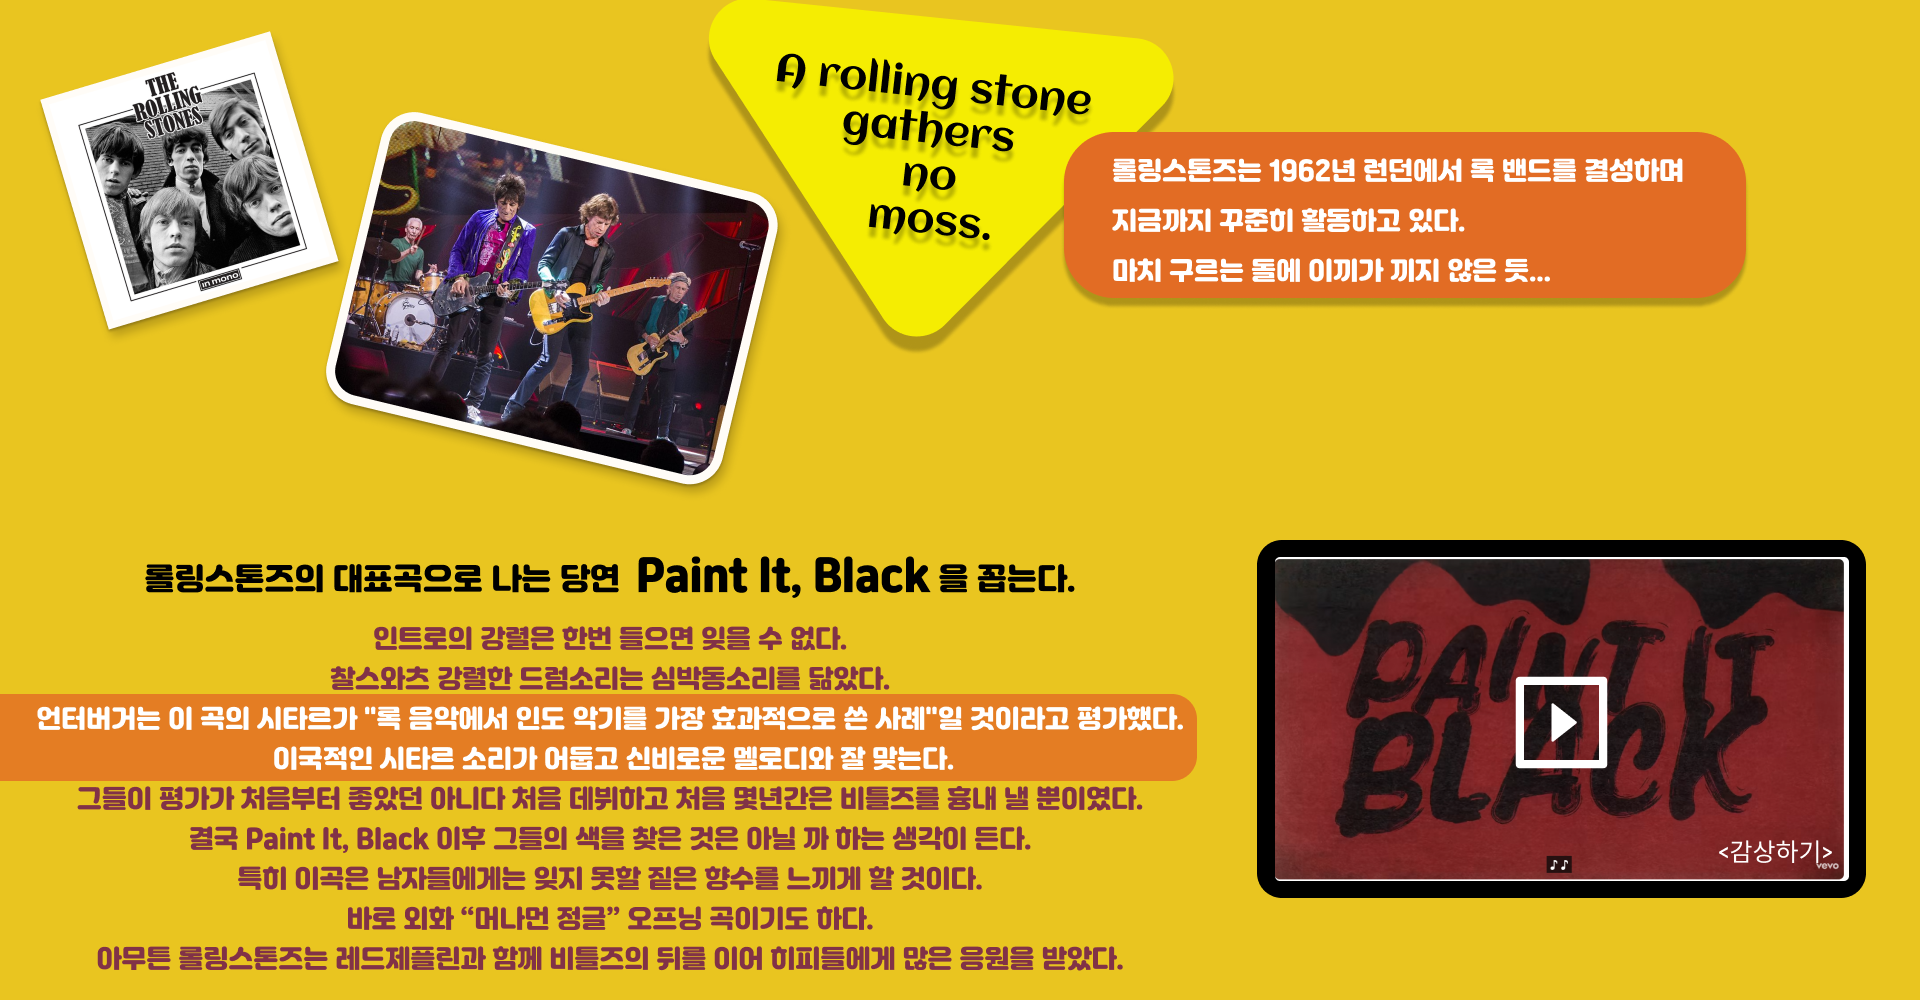 THE
ROLLING
STONES
in mono
A rolling stone
gathers
no
moss.
롤링스톤즈는 1962년 런던에서 록 밴드를 결성하며
지금까지 꾸준히 활동하고 있다.
마치 구르는 돌에 이끼가 끼지 않은 듯...
롤링스톤즈의 대표곡으로 나는 당연 Paint It, Black 을 꼽는다.
인트로의 강렬은 한번 들으면 잊을 수 없다.
찰스와츠 강렬한 드럼소리는 심박동소리를 닮았다.
언터버거는 이 곡의 시타르가 "록 음악에서 인도 악기를 가장 효과적으로 쓴 사례"일 것이라고 평가했다.
이국적인 시타르 소리가 어둡고 신비로운 멜로디와 잘 맞는다.
그들이 평가가 처음부터 좋았던 아니다 처음 데뷔하고 처음 몇년간은 비틀즈를 흉내 낼 뿐이였다.
결국 Paint It, Black 이후 그들의 색을 찾은 것은 아닐 까 하는 생각이 든다.
특히 이곡은 남자들에게는 잊지 못할 짙은 향수를 느끼게 할 것이다.
바로 외화 “머나먼 정글” 오프닝 곡이기도 하다.
아무튼 롤링스톤즈는 레드제플린과 함께 비틀즈의 뒤를 이어 히피들에게 많은 응원을 받았다.
PAINT IT
BLACK
<감상하기>
vevo